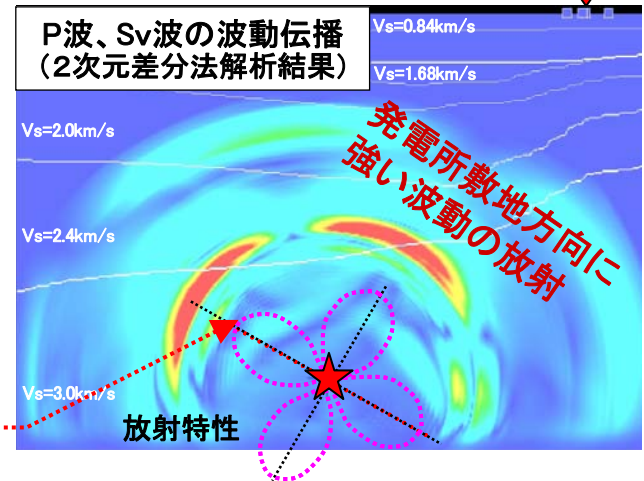 P波、Sv波の波動伝播
(2次元差分法解析結果)
Vs=0.84km/s
Vs=1.68km/s
Vs=2.0km/s
発電所敷地方向に
強い波動の放射
Vs=2.4km/s
Vs=3.0km/s
放射特性